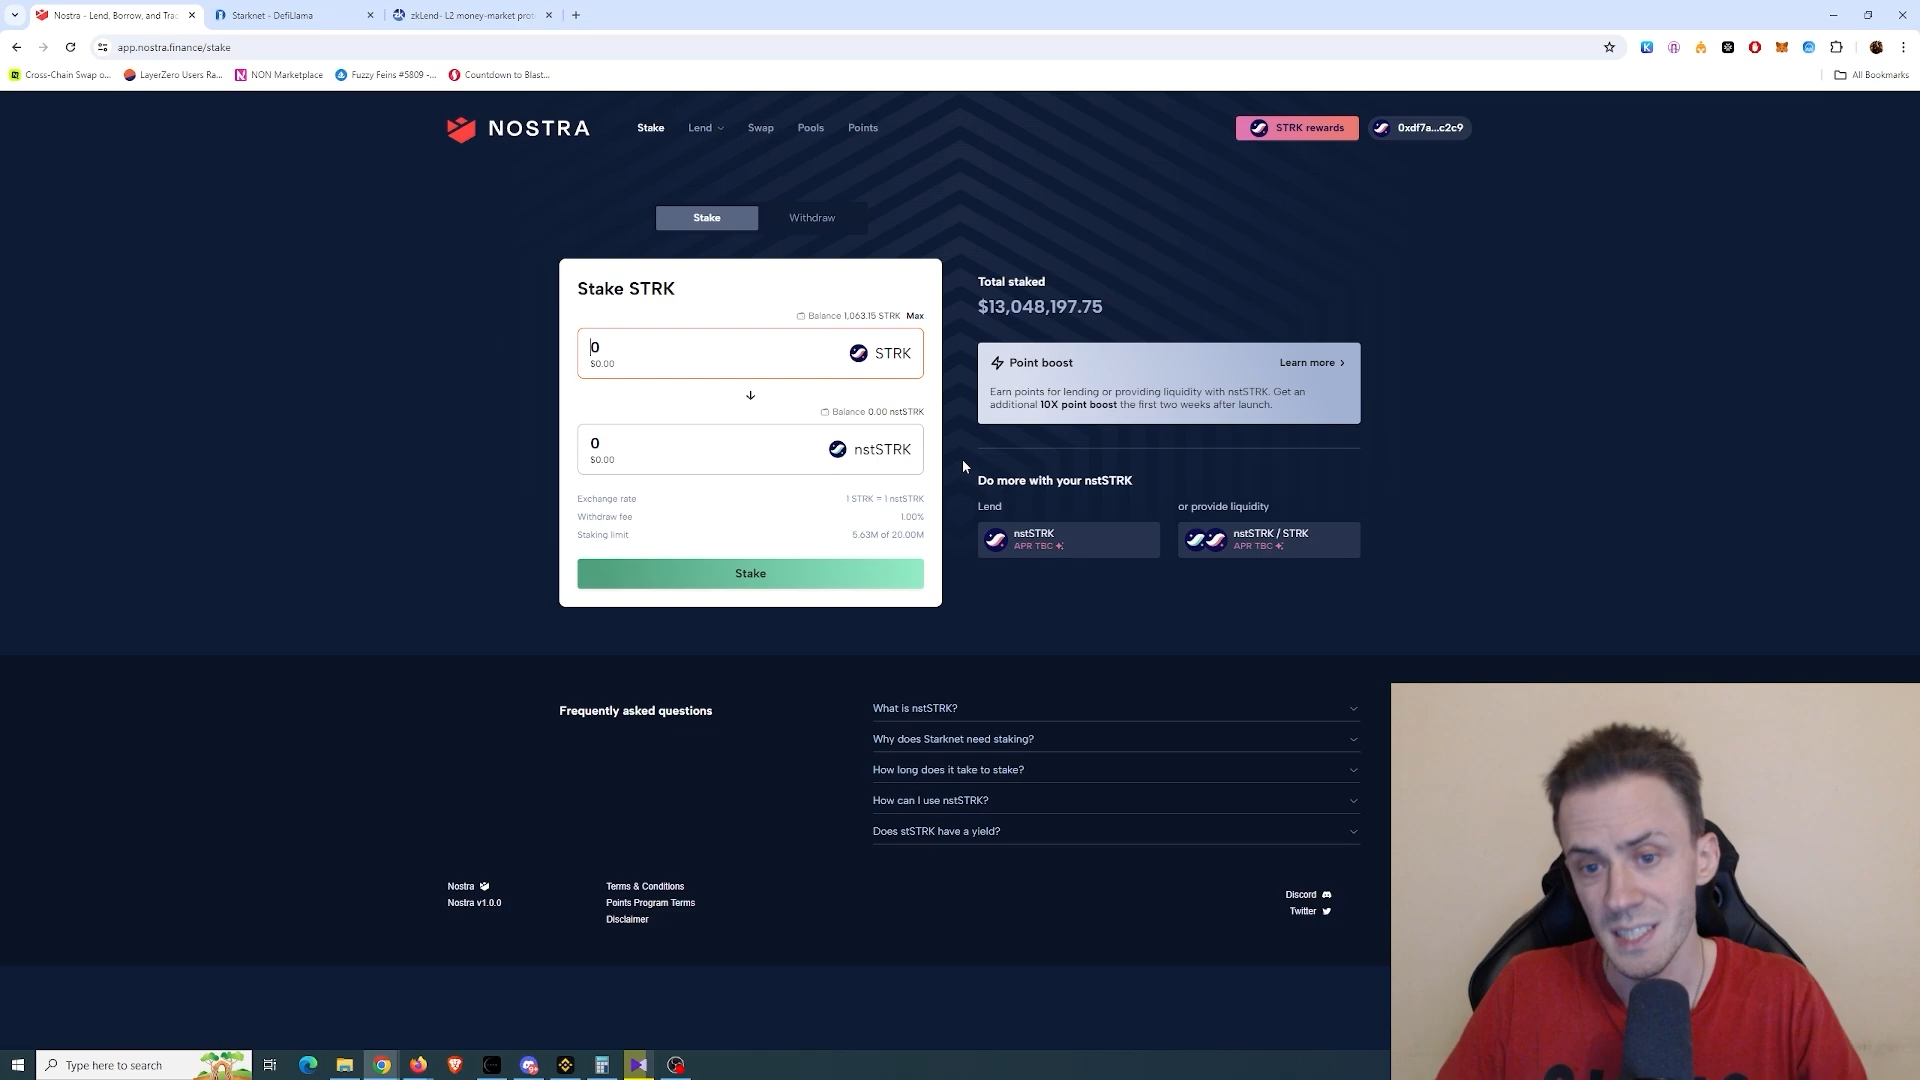 Nostra - Lend, Borrow, and Trad
Starknet - DefiLlama
zkLend- L2 money-market prot
app.nostra.finance/stake
Cross-Chain Swap o...
LayerZero Users Ra...
NON Marketplace
Fuzzy Feins #5809 -...
Countdown to Blast...
All Bookmarks
NOSTRA
Stake
Lend
Swap
Pools
Points
STRK rewards
0xdf7a...c2c9
Stake
Withdraw
Stake STRK
Balance 1,063.15 STRK Max
0
$0.00
STRK
Balance 0.00 nstSTRK
0
$0.00
nstSTRK
Exchange rate
1 STRK = 1 nstSTRK
Withdraw fee
1.00%
Staking limit
5.63M of 20.00M
Stake
Total staked
$13,048,197.75
Point boost
Learn more
Earn points for lending or providing liquidity with nstSTRK. Get an
additional 10X point boost the first two weeks after launch.
Do more with your nstSTRK
Lend
or provide liquidity
nstSTRK
APR TBC
nstSTRK / STRK
APR TBC
Frequently asked questions
What is nstSTRK?
Why does Starknet need staking?
How long does it take to stake?
How can I use nstSTRK?
Does stSTRK have a yield?
Nostra
Nostra v1.0.0
Terms & Conditions
Points Program Terms
Disclaimer
Discord
Twitter
Type here to search